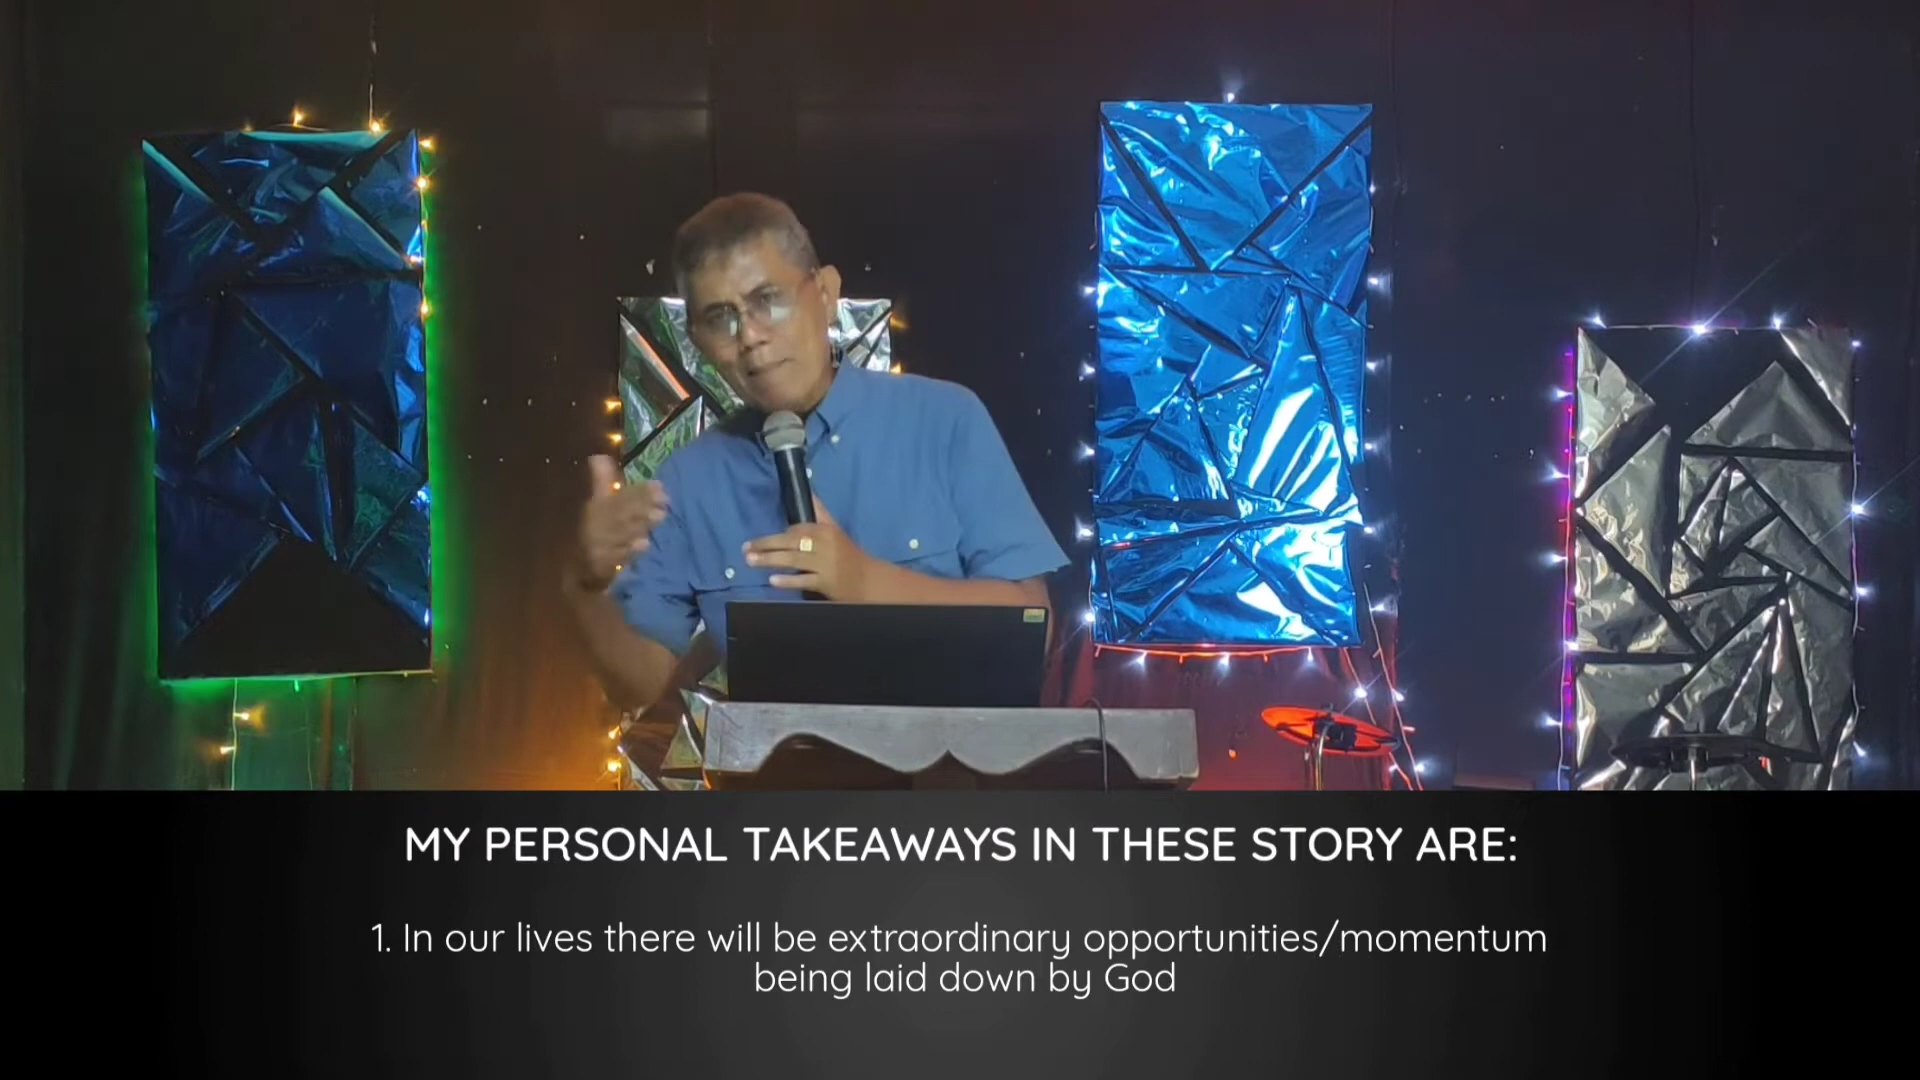 MY PERSONAL TAKEAWAYS IN THESE STORY ARE:
1. In our lives there will be extraordinary opportunities/momentum
being laid down by God